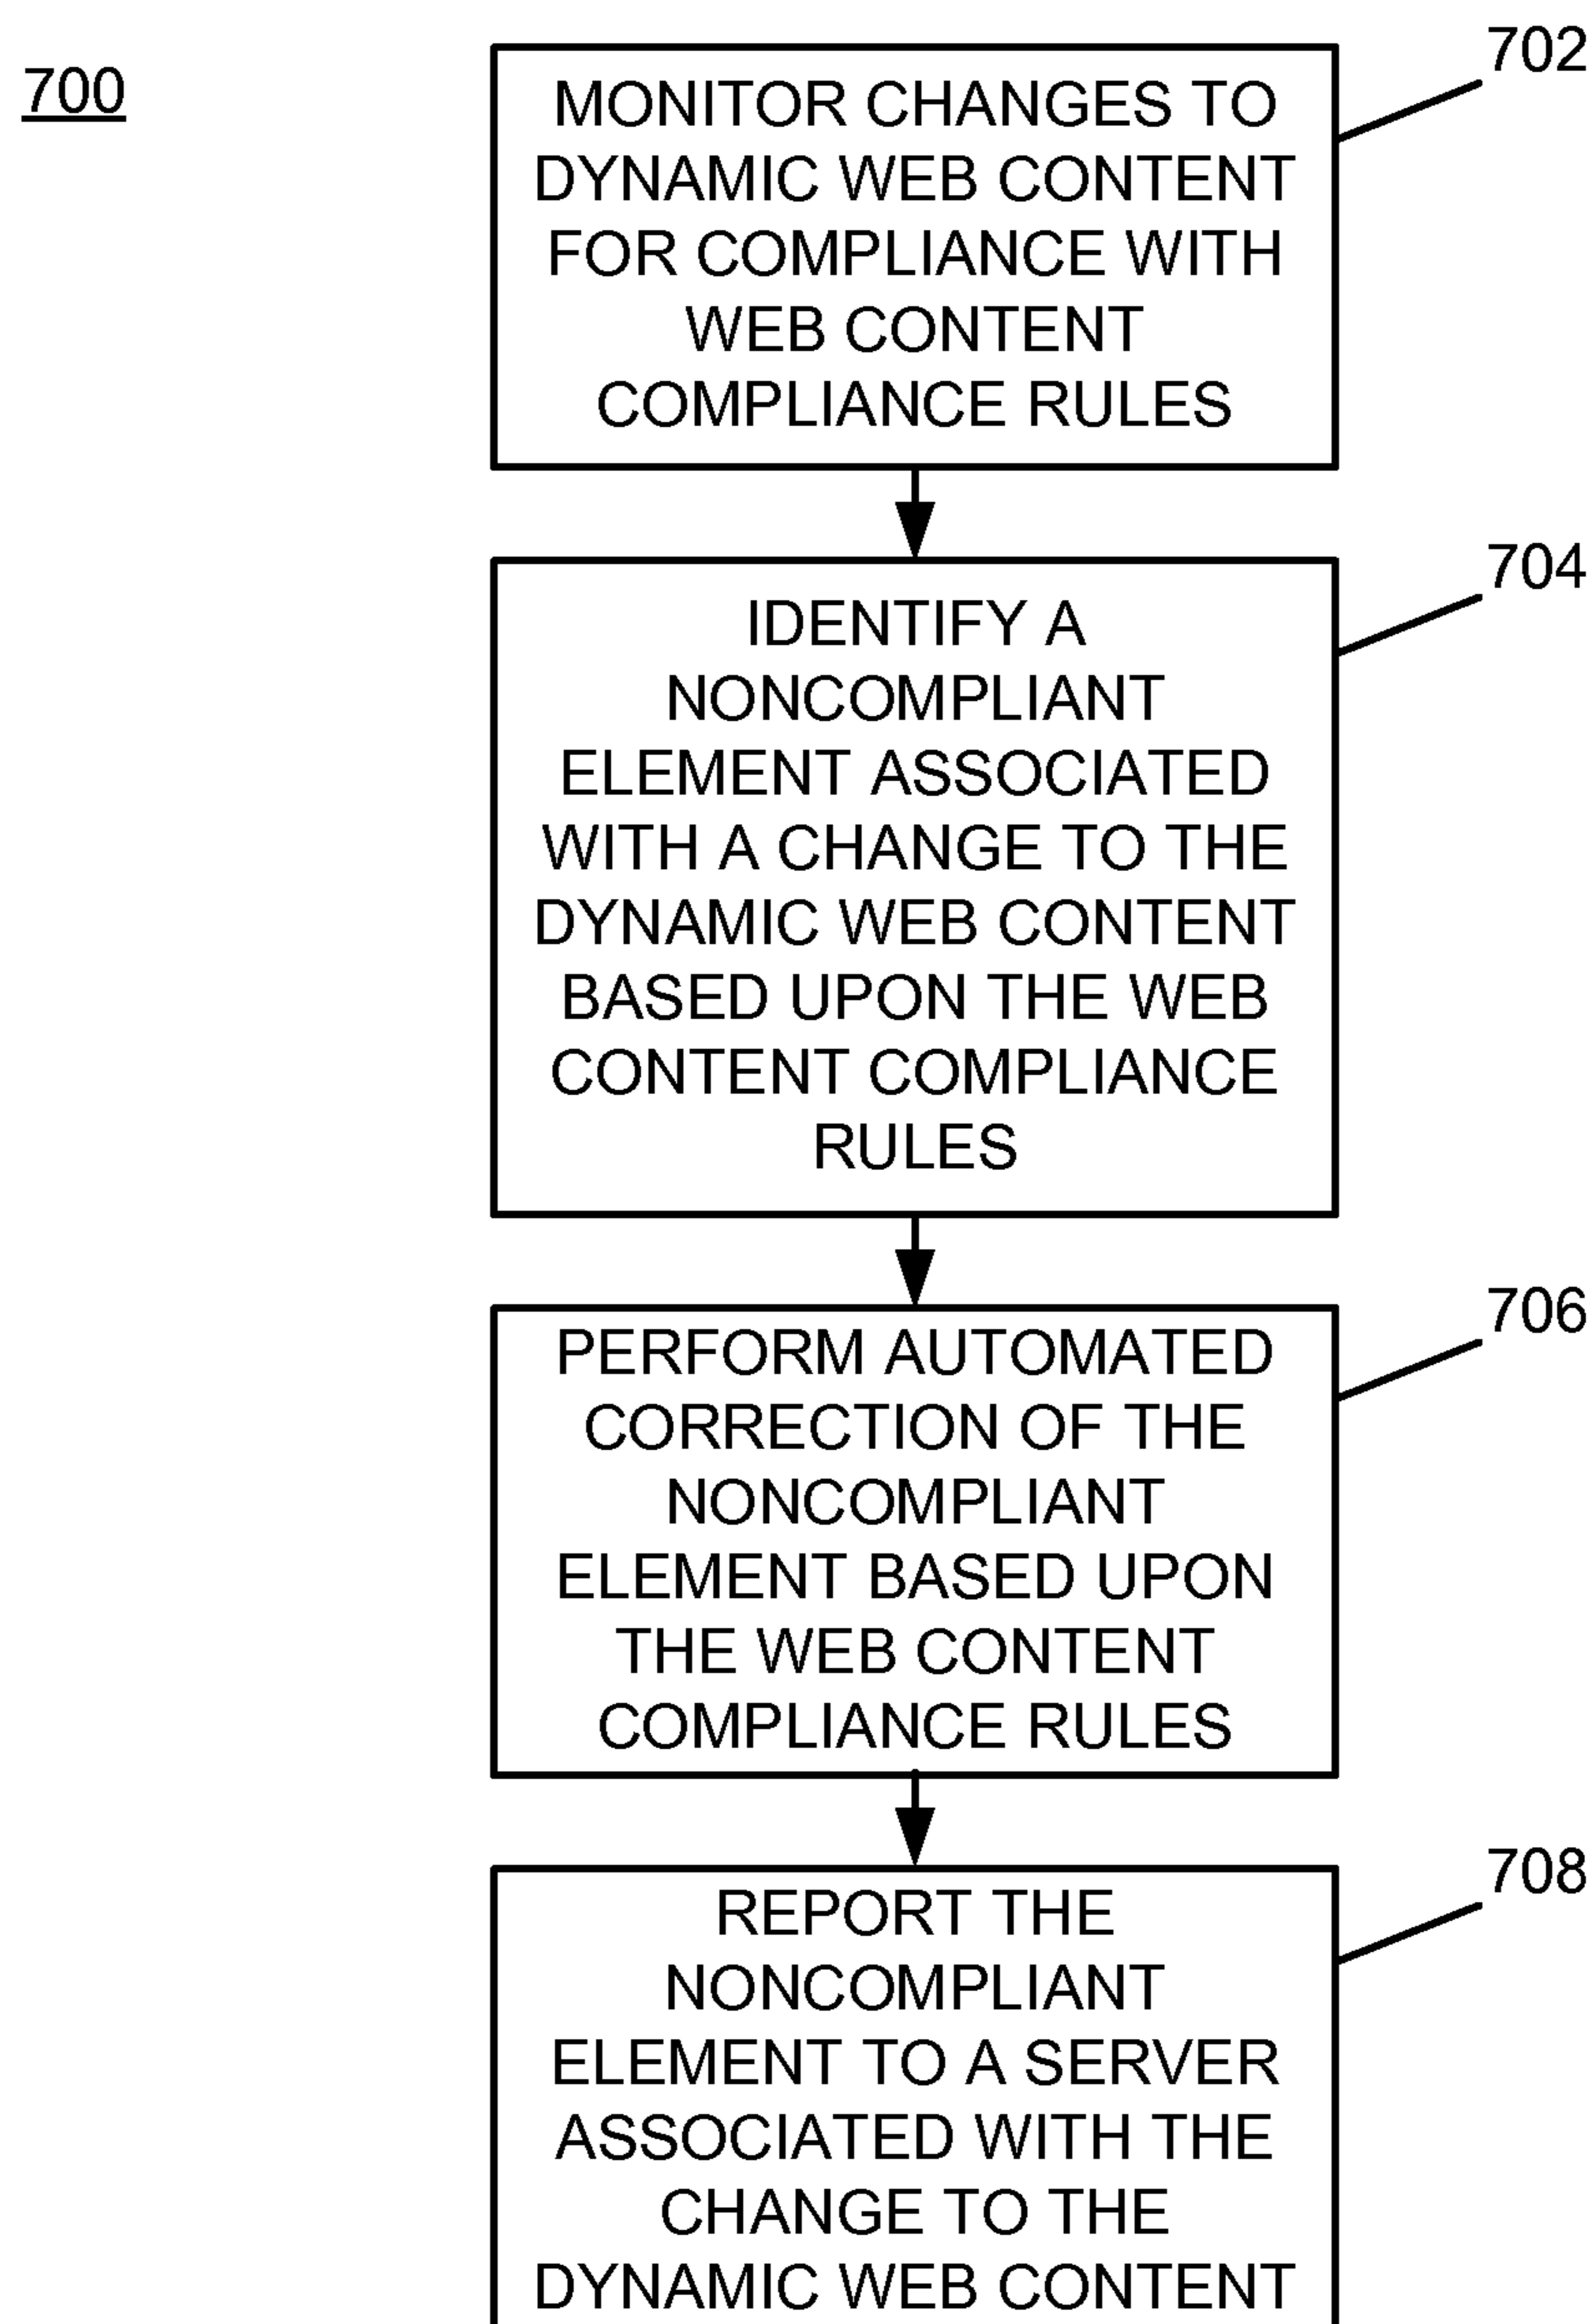 700
702
MONITOR CHANGES TO
DYNAMIC WEB CONTENT
FOR COMPLIANCE WITH
WEB CONTENT
COMPLIANCE RULES
704
IDENTIFY A
NONCOMPLIANT
ELEMENT ASSOCIATED
WITH A CHANGE TO THE
DYNAMIC WEB CONTENT
BASED UPON THE WEB
CONTENT COMPLIANCE
RULES
706
PERFORM AUTOMATED
CORRECTION OF THE
NONCOMPLIANT
ELEMENT BASED UPON
THE WEB CONTENT
COMPLIANCE RULES
708
REPORT THE
NONCOMPLIANT
ELEMENT TO A SERVER
ASSOCIATED WITH THE
CHANGE TO THE
DYNAMIC WEB CONTENT